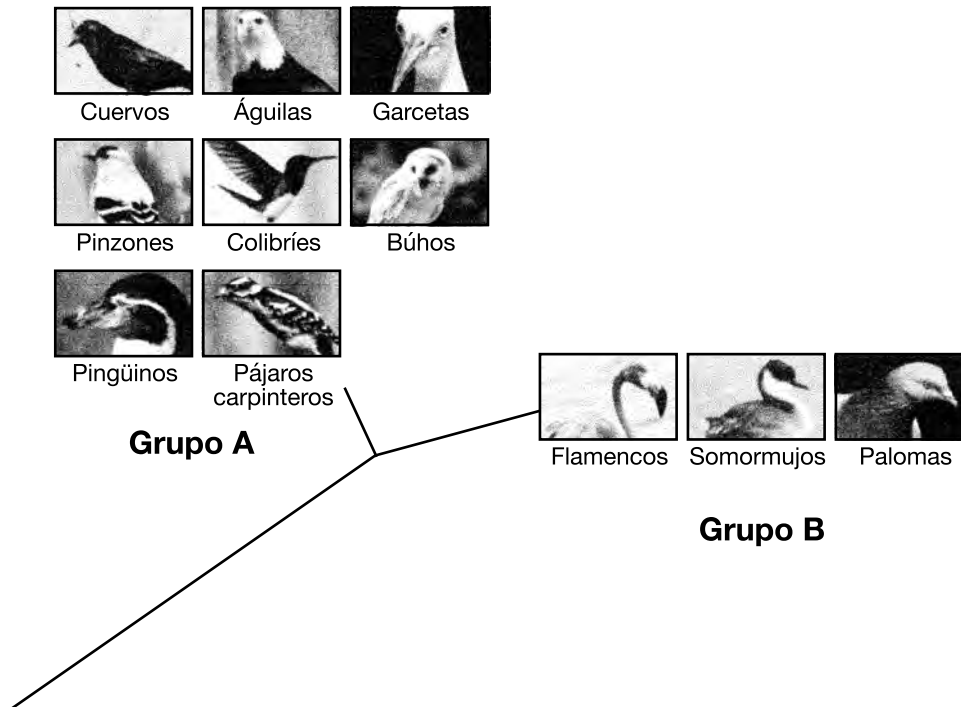 Cuervos
Águilas
Garcetas
Pinzones
Colibríes
Búhos
Pingüinos
Pájaros
carpinteros
Grupo A
Flamencos
Somormujos
Palomas
Grupo B